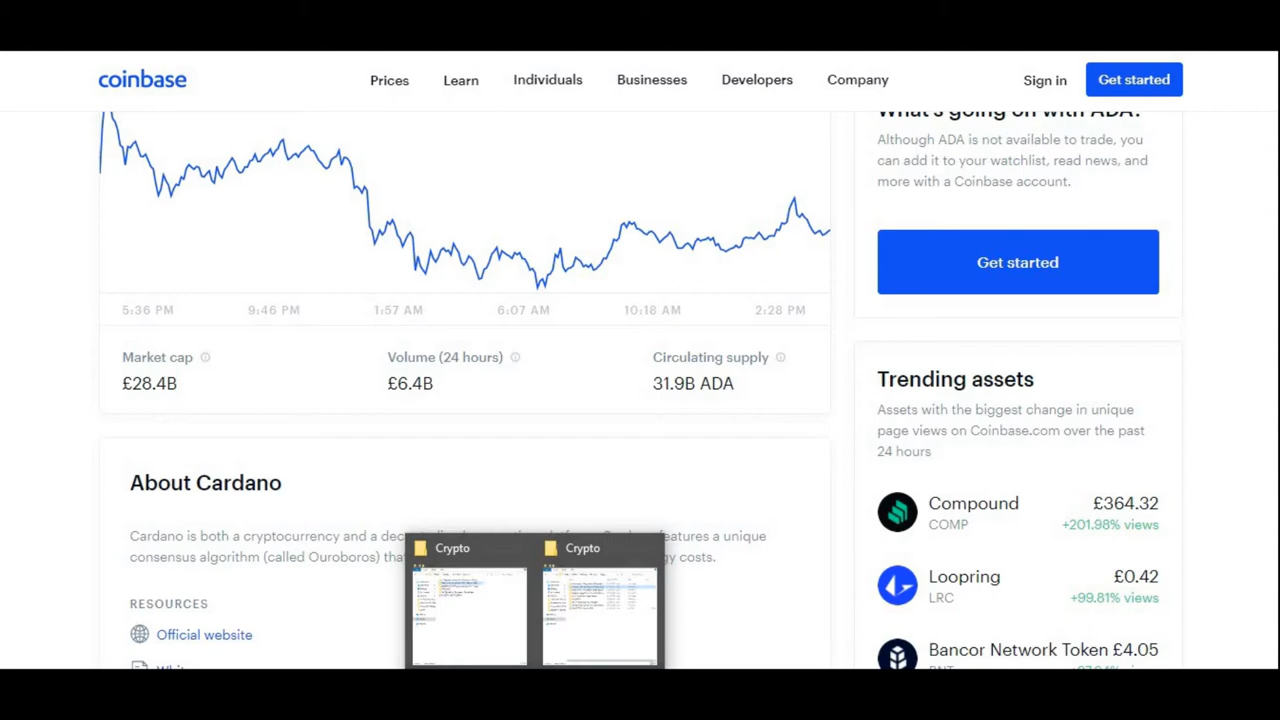 coinbase
Prices
Learn
Individuals
Businesses
Developers
Company
Sign in
Get started
What's going on with ADA?
Although ADA is not available to trade, you
can add it to your watchlist, read news, and
more with a Coinbase account.
Get started
5:36 PM
9:46 PM
1:57 AM
6:07 AM
10:18 AM
2:28 PM
Market cap
£28.4B
Volume (24 hours)
£6.4B
Circulating supply
31.9B ADA
Trending assets
Assets with the biggest change in unique
page views on Coinbase.com over the past
24 hours
Compound £364.32
COMP +201.98% views
Loopring £0.42
LRC +99.81% views
Bancor Network Token £4.05
About Cardano
Cardano is both a cryptocurrency and a features a unique
consensus algorithm (called Ouroboros) costs.
RESOURCES
Official website
Crypto
Crypto